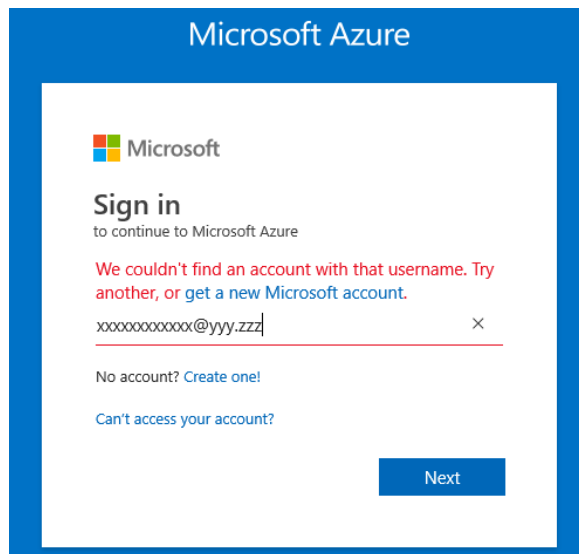 Microsoft Azure
Microsoft
Sign in
to continue to Microsoft Azure
We couldn't find an account with that username. Try
another, or get a new Microsoft account.
xxxxxxxxxxxx@yyy.zzz
No account? Create one!
Can't access your account?
Next